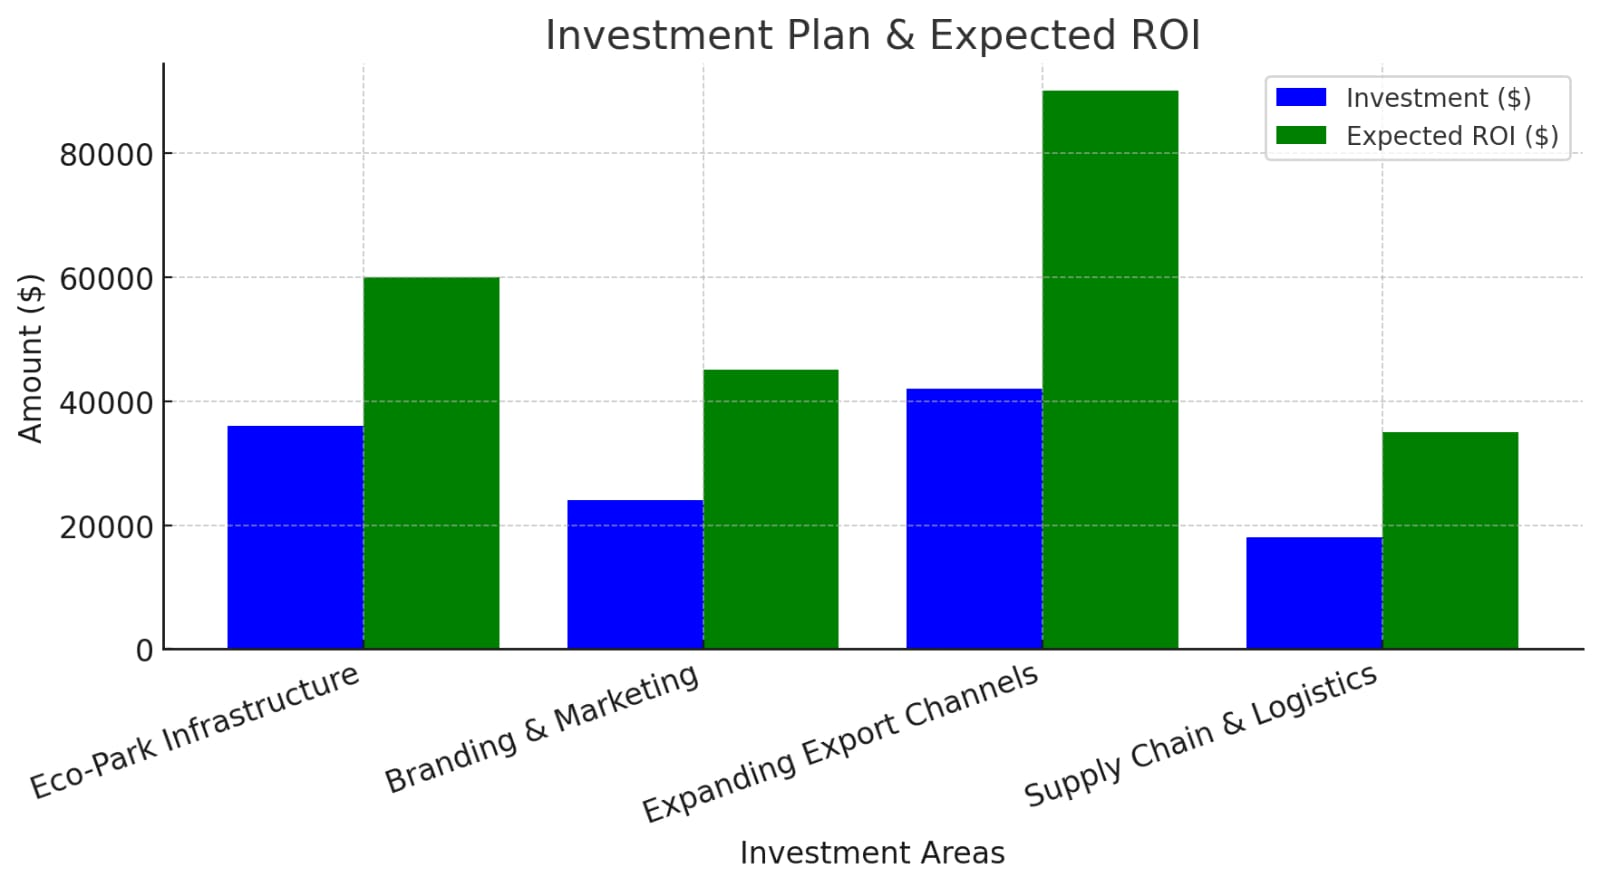 Investment Plan & Expected ROI
Investment ($)
Expected ROI ($)
Amount ($)
80000
60000
40000
20000
0
Eco-Park Infrastructure
Branding & Marketing
Expanding Export Channels
Supply Chain & Logistics
Investment Areas